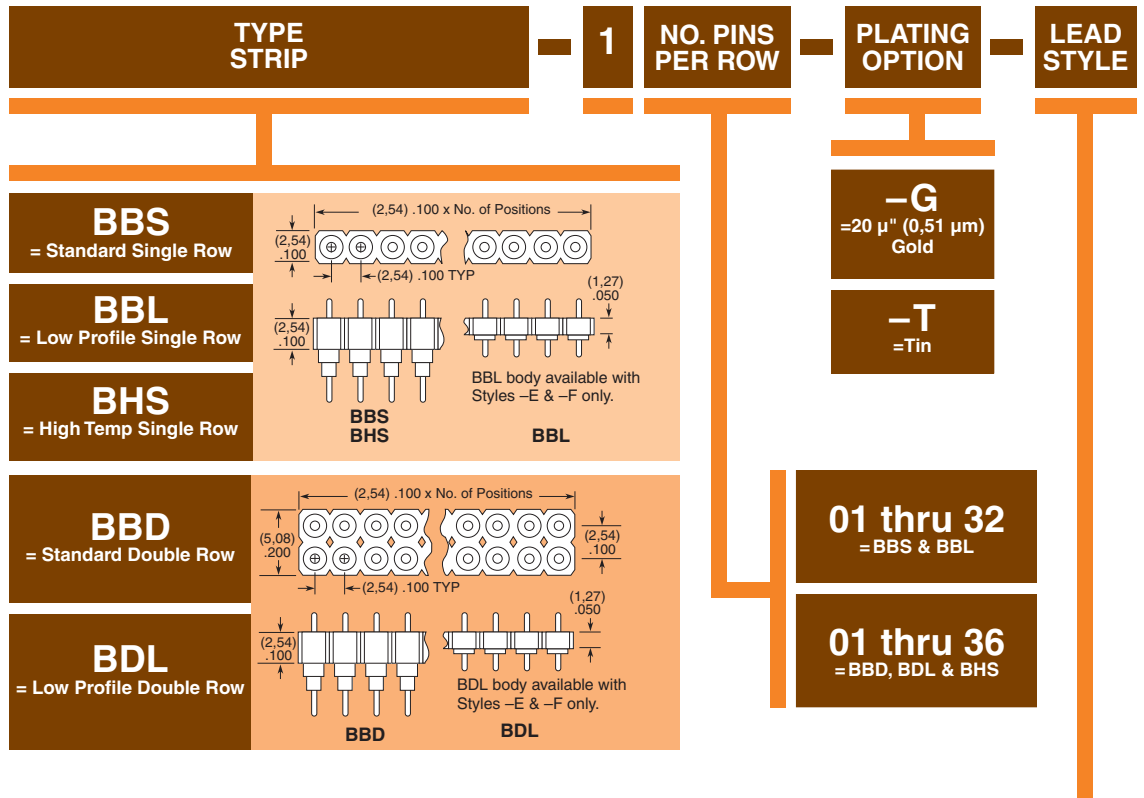 TYPE
STRIP
1
NO. PINS
PER ROW
PLATING
OPTION
LEAD
STYLE
BBS
= Standard Single Row
BBL
= Low Profile Single Row
BHS
= High Temp Single Row
(2,54) .100 x No. of Positions
(2,54)
.100
(2,54) .100 TYP
(1,27)
.050
(2,54)
.100
BBL body available with
Styles –E & –F only.
BBS
BHS
BBL
–G
=20 µ" (0,51 µm)
Gold
–T
=Tin
BBD
= Standard Double Row
BDL
= Low Profile Double Row
(2,54) .100 x No. of Positions
(5,08)
.200
(2,54)
.100
(2,54) .100 TYP
(1,27)
.050
(2,54)
.100
BDL body available with
Styles –E & –F only.
BBD
BDL
01 thru 32
=BBS & BBL
01 thru 36
=BBD, BDL & BHS